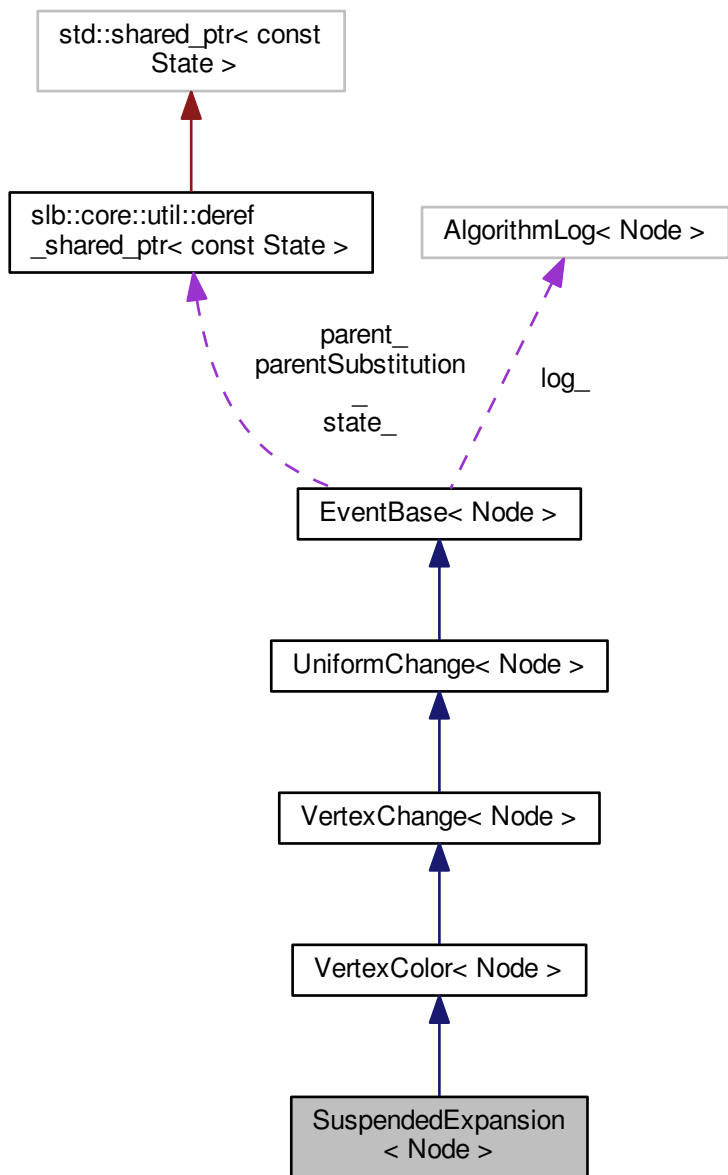 std::shared_ptr< const
State >
slb::core::util::deref
_shared_ptr< const State >
AlgorithmLog< Node >
parent_
parentSubstitution
_
state_
log_
EventBase< Node >
UniformChange< Node >
VertexChange< Node >
VertexColor< Node >
SuspendedExpansion
< Node >